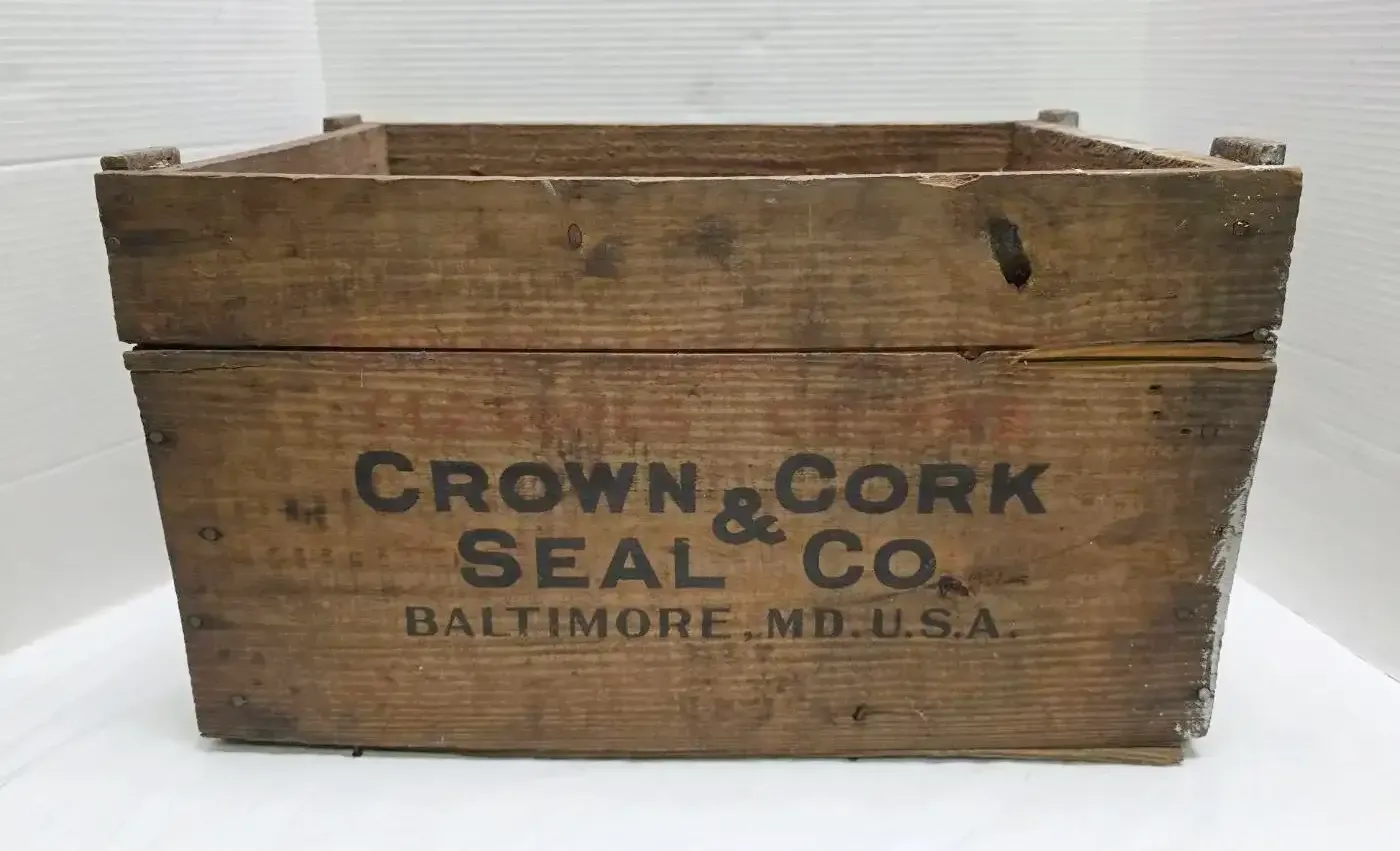 CROWN & CORK
SEAL CO.
BALTIMORE, MD. U.S.A.